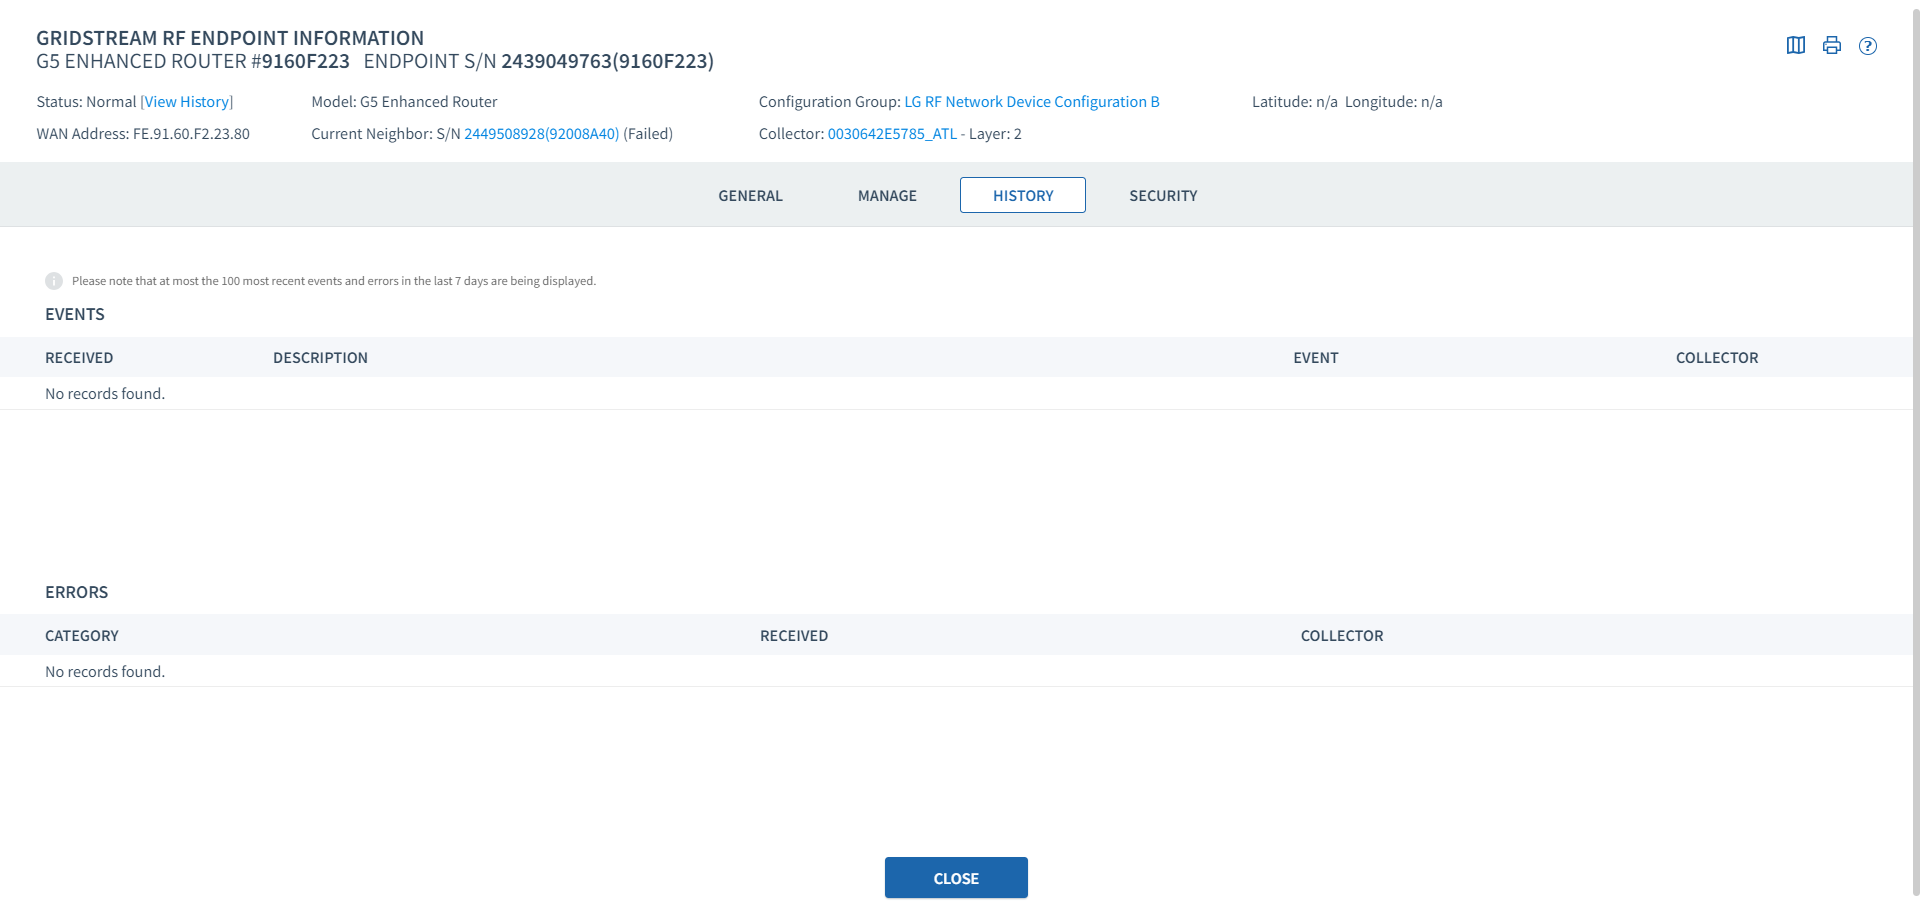 GRIDSTREAM RF ENDPOINT INFORMATION
G5 ENHANCED ROUTER #9160F223 ENDPOINT S/N 2439049763(9160F223)
Status: Normal [View History] Model: G5 Enhanced Router Configuration Group: LG RF Network Device Configuration B Latitude: n/a Longitude: n/a
WAN Address: FE.91.60.F2.23.80 Current Neighbor: S/N 2449508928(92008A40) (Failed) Collector: 0030642E5785_ATL - Layer: 2
GENERAL MANAGE HISTORY SECURITY
Please note that at most the 100 most recent events and errors in the last 7 days are being displayed.
EVENTS
RECEIVED DESCRIPTION EVENT COLLECTOR
No records found.
ERRORS
CATEGORY RECEIVED COLLECTOR
No records found.
CLOSE